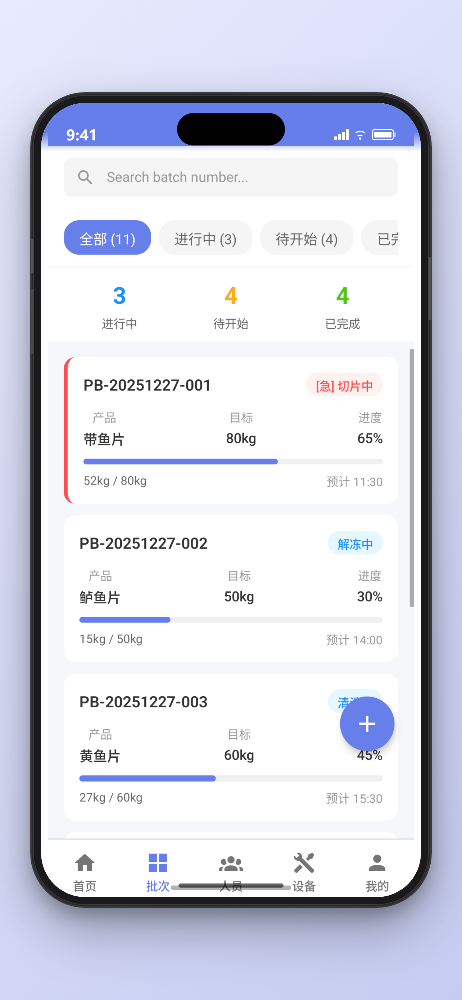 9:41
Search batch number...
全部 (11) 进行中 (3) 待开始 (4) 已完
3 4 4
进行中 待开始 已完成
PB-20251227-001 [急] 切片中
产品 目标 进度
带鱼片 80kg 65%
52kg / 80kg 预计 11:30
PB-20251227-002 解冻中
产品 目标 进度
鲈鱼片 50kg 30%
15kg / 50kg 预计 14:00
PB-20251227-003 清
产品 目标
黄鱼片 60kg 45%
27kg / 60kg 预计 15:30
首页 批次 人员 设备 我的